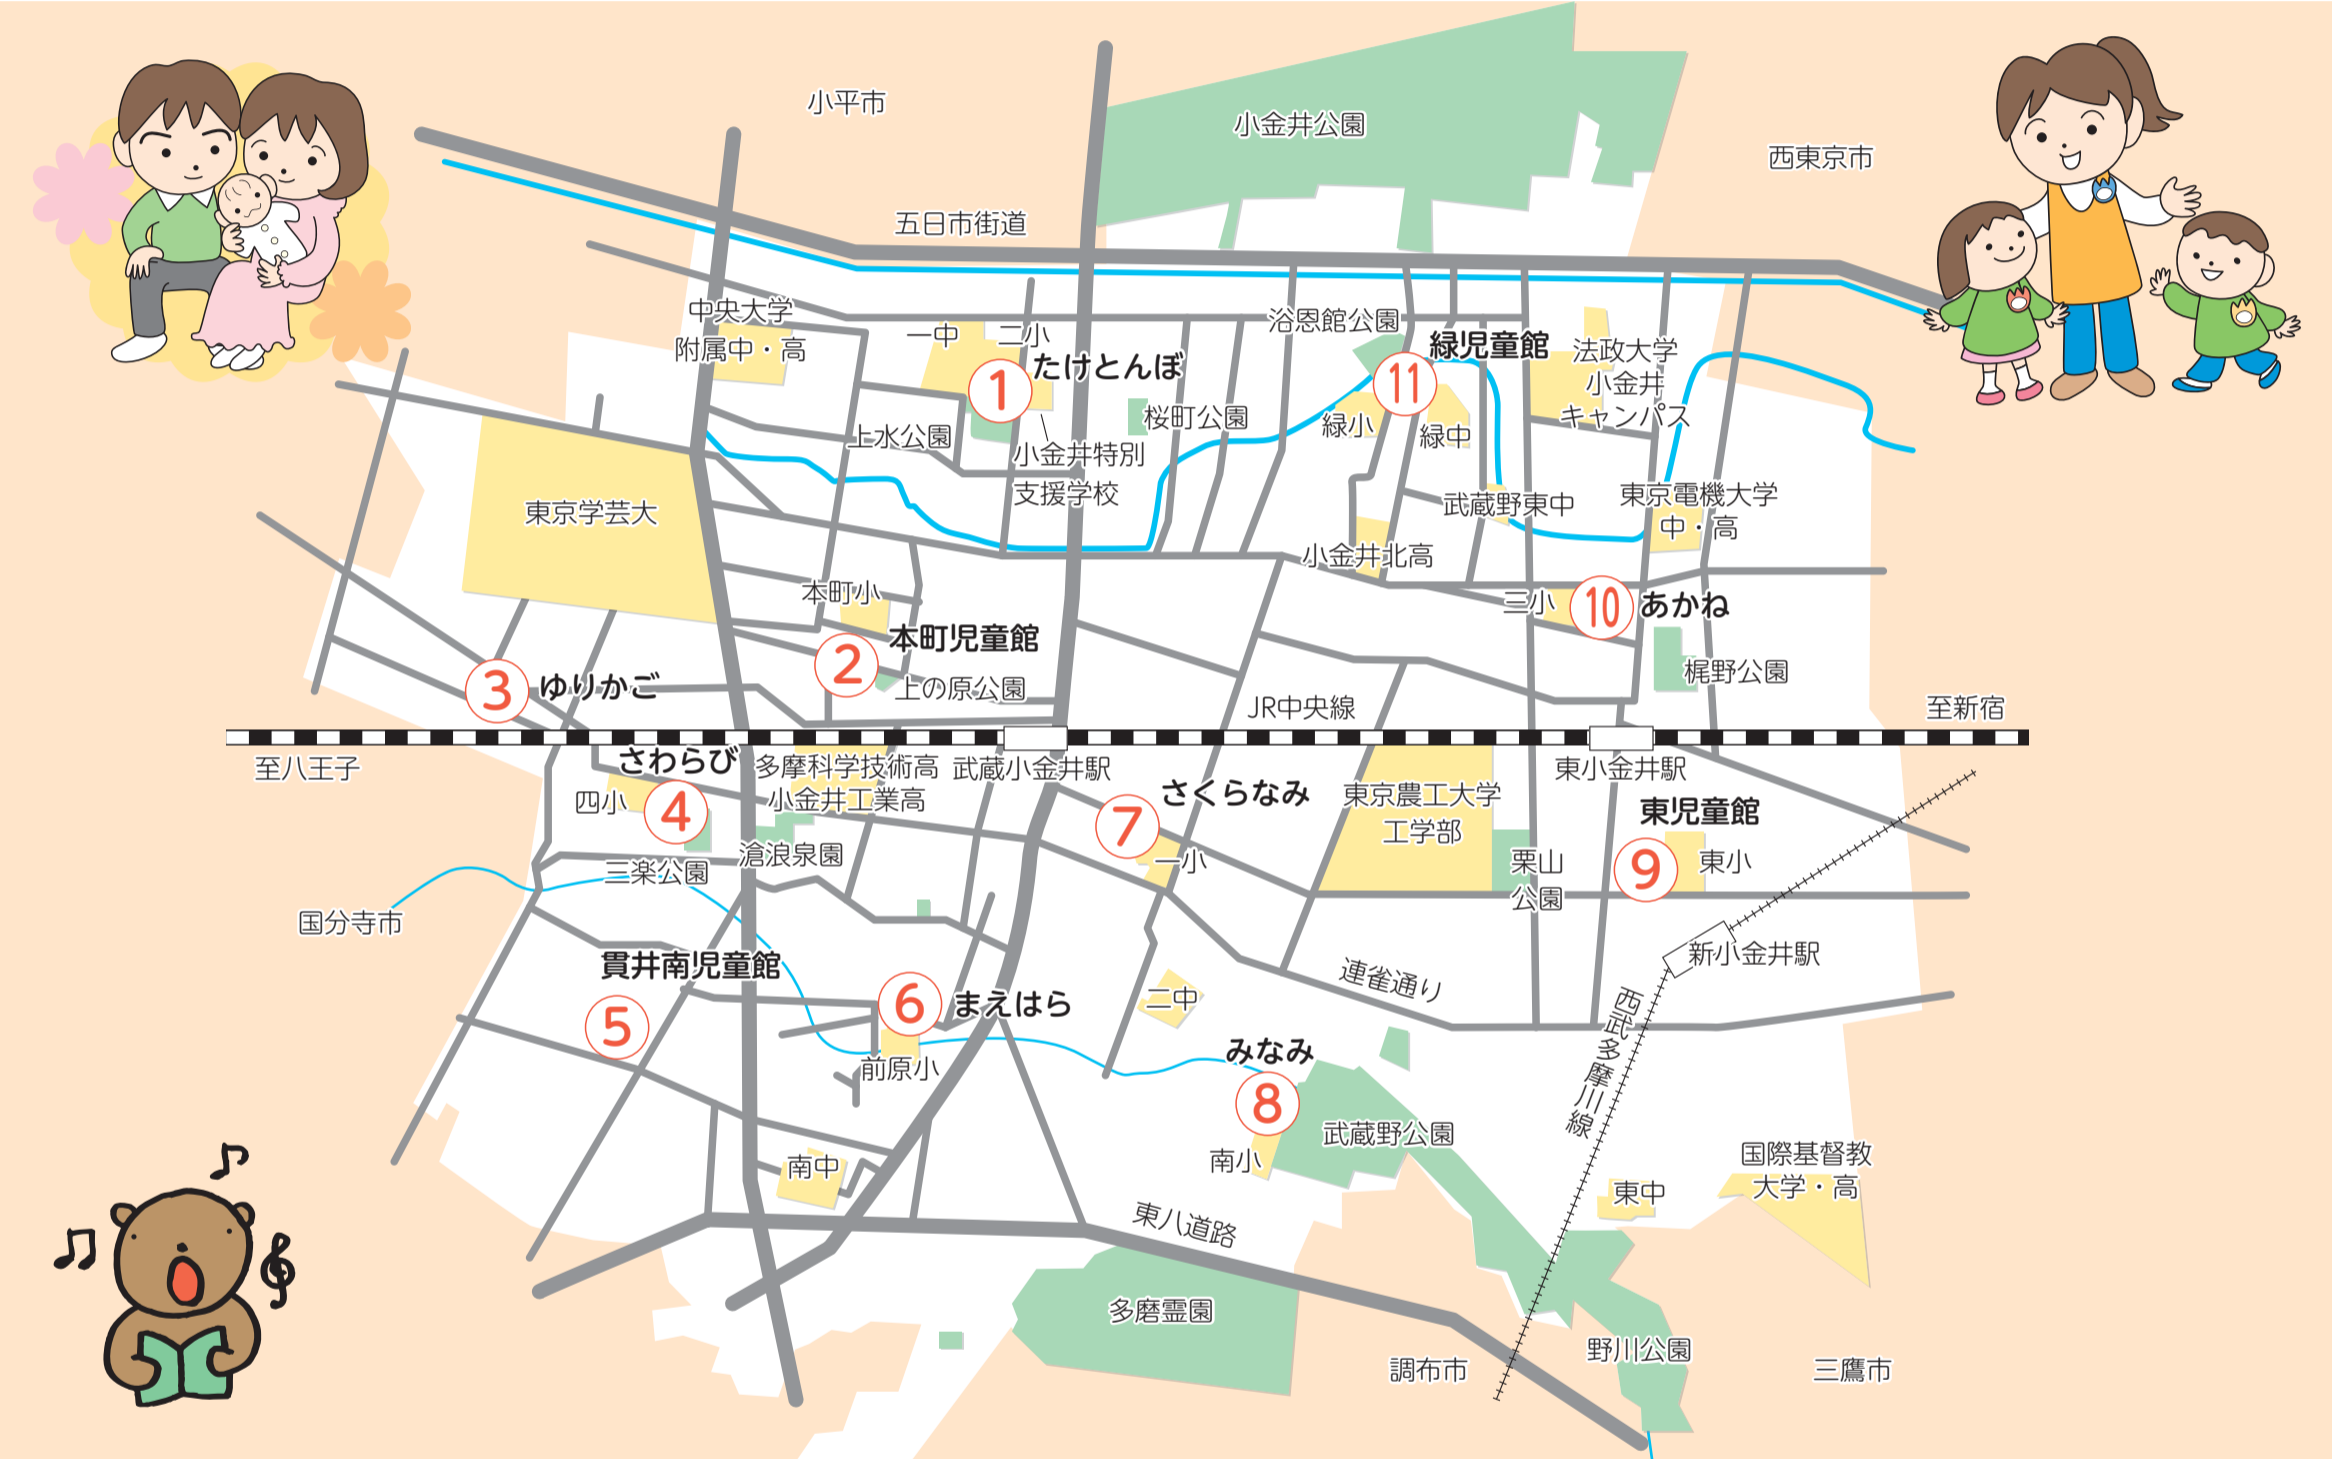 小平市
小金井公園
西東京市
五日市街道
中央大学
附属中・高
一中
二小
① たけとんぼ
浴恩館公園
⑪ 緑児童館
法政大学
小金井
キャンパス
桜町公園
緑小
緑中
上水公園
小金井特別
支援学校
東京学芸大
武蔵野東中
東京電機大学
中・高
小金井北高
本町小
三小
⑩ あかね
② 本町児童館
上の原公園
③ ゆりかご
梶野公園
JR中央線
至新宿
至八王子
さわらび
④
四小
多摩科学技術高
小金井工業高
武蔵小金井駅
⑦ さくらなみ
一小
東京農工大学
工学部
東小金井駅
東児童館
⑨
東小
栗山
公園
滄浪泉園
三楽公園
国分寺市
新小金井駅
貫井南児童館
⑤
⑥ まえはら
前原小
二中
連雀通り
西武多摩川線
みなみ
⑧
武蔵野公園
南小
南中
東中
国際基督教
大学・高
東八道路
多磨霊園
野川公園
調布市
三鷹市